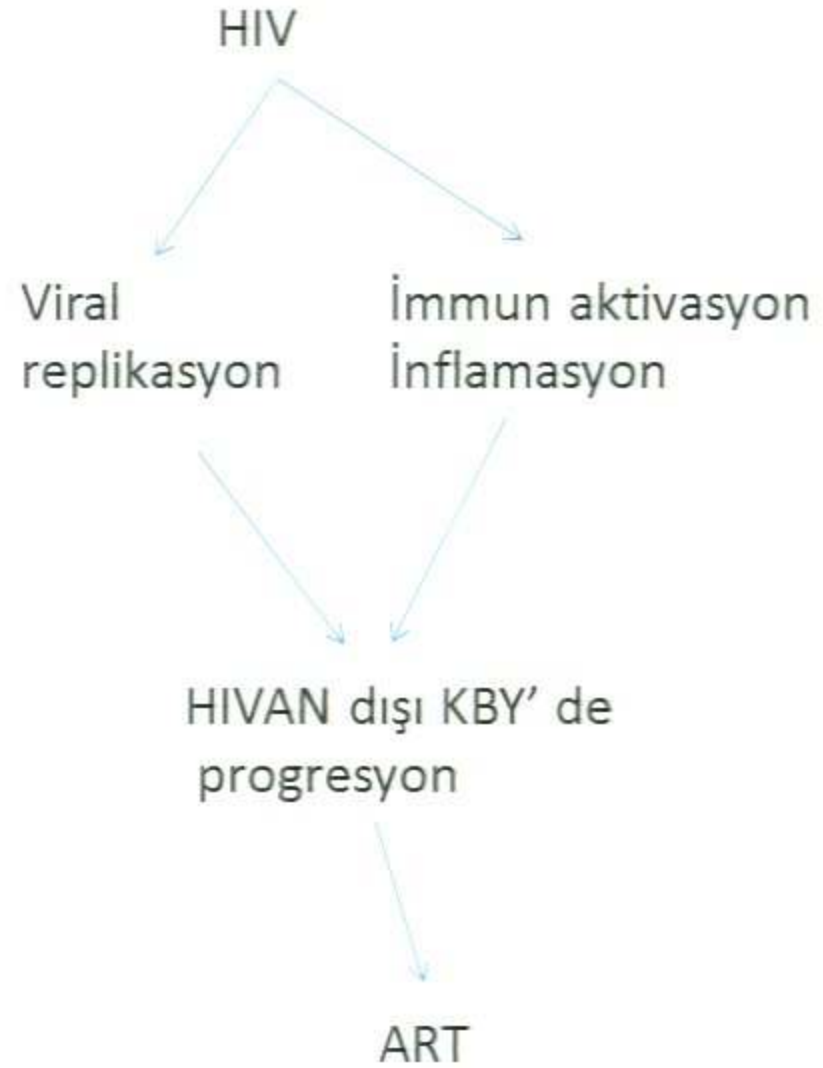 HIV
Viral
replikasyon
İmmun aktivasyon
İnflamasyon
HIVAN dışı KBY’ de
progresyon
ART